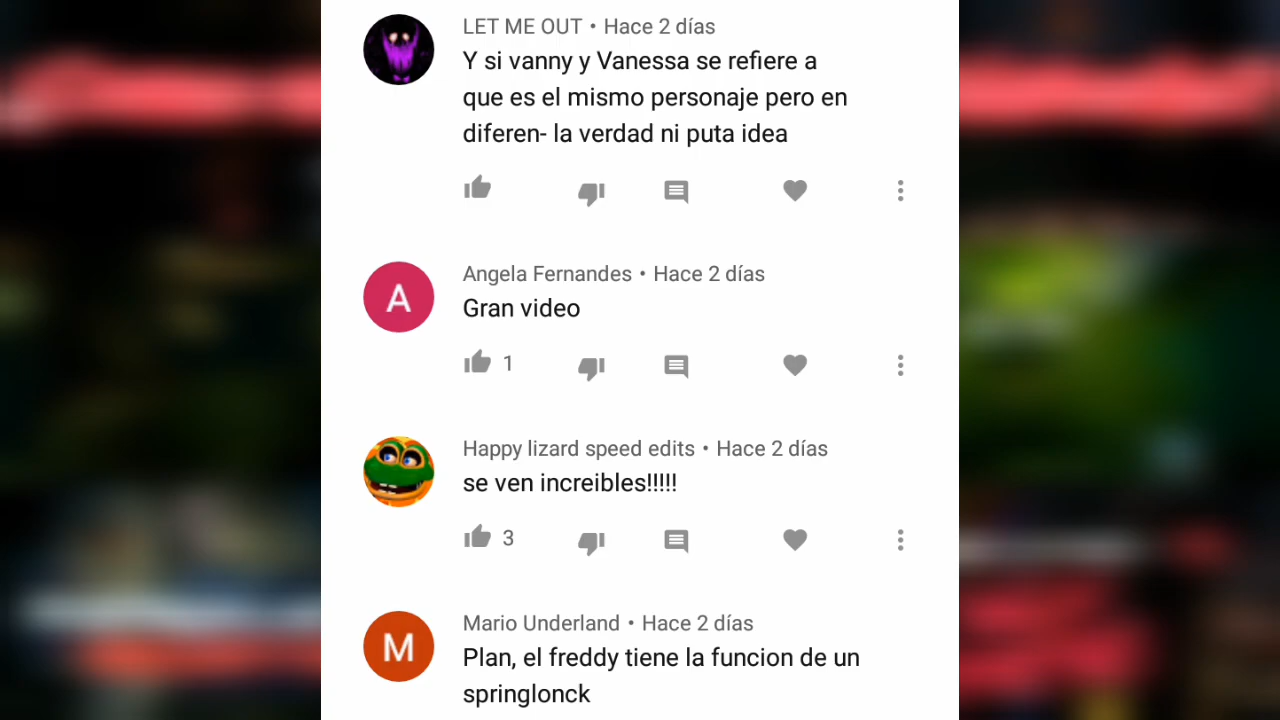 LET ME OUT • Hace 2 días
Y si vanny y Vanessa se refiere a
que es el mismo personaje pero en
diferen- la verdad ni puta idea
A
Angela Fernandes • Hace 2 días
Gran video
1
Happy lizard speed edits • Hace 2 días
se ven increibles!!!!!
3
M
Mario Underland • Hace 2 días
Plan, el freddy tiene la funcion de un
springlonck